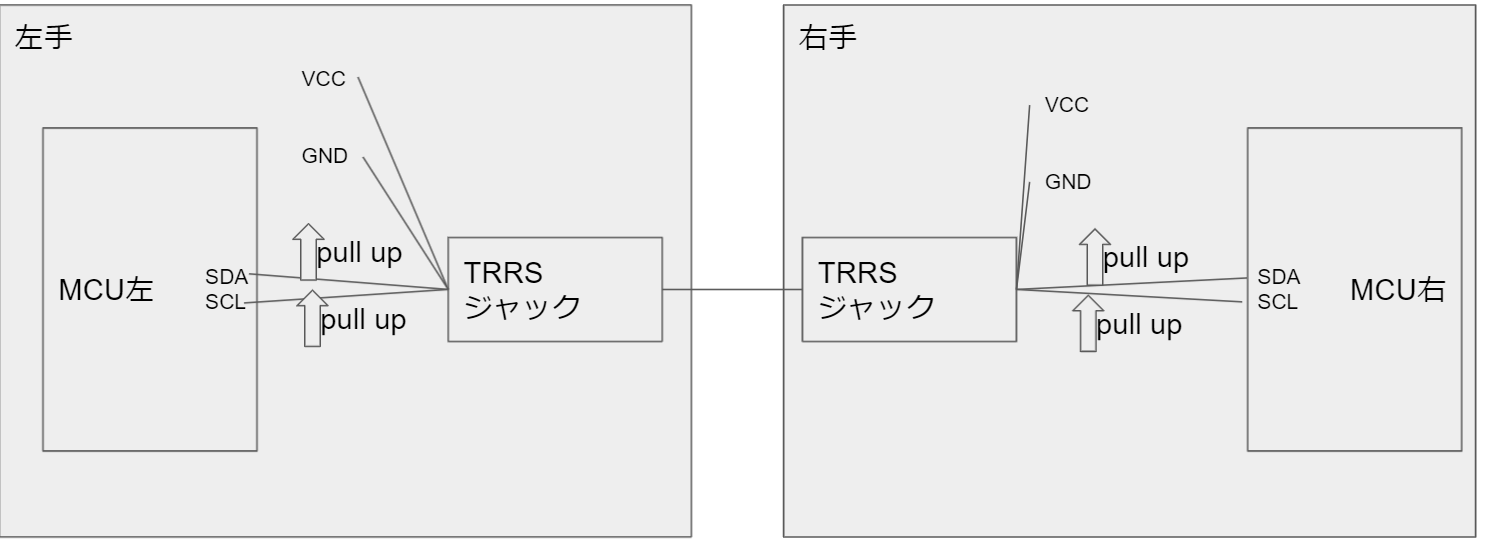 左手
VCC
GND
pull up
SDA
MCU左
SCL
pull up
TRRS
ジャック
右手
VCC
GND
TRRS
ジャック
pull up
SDA
SCL
MCU右
pull up